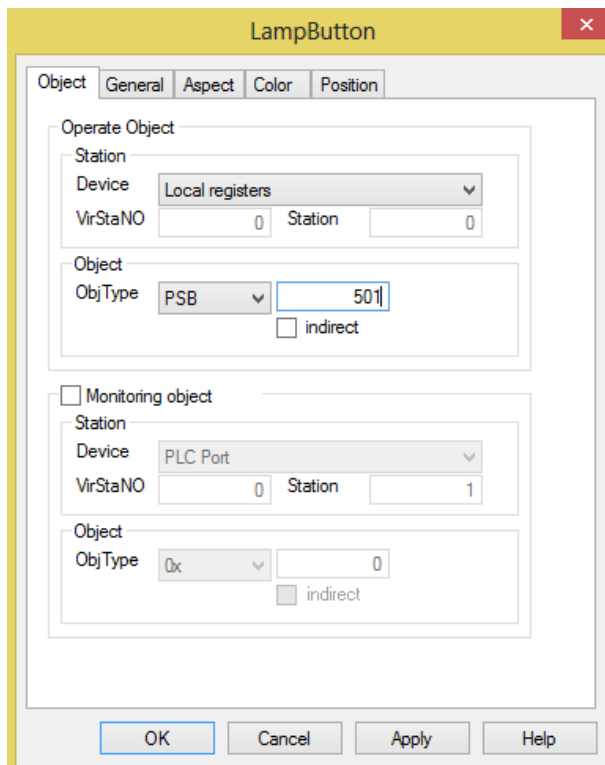 LampButton
Object General Aspect Color Position
Operate Object
Station
Device Local registers
VirStaNO 0 Station 0
Object
ObjType PSB 501
indirect
Monitoring object
Station
Device PLC Port
VirStaNO 0 Station 1
Object
ObjType 0x 0
indirect
OK Cancel Apply Help